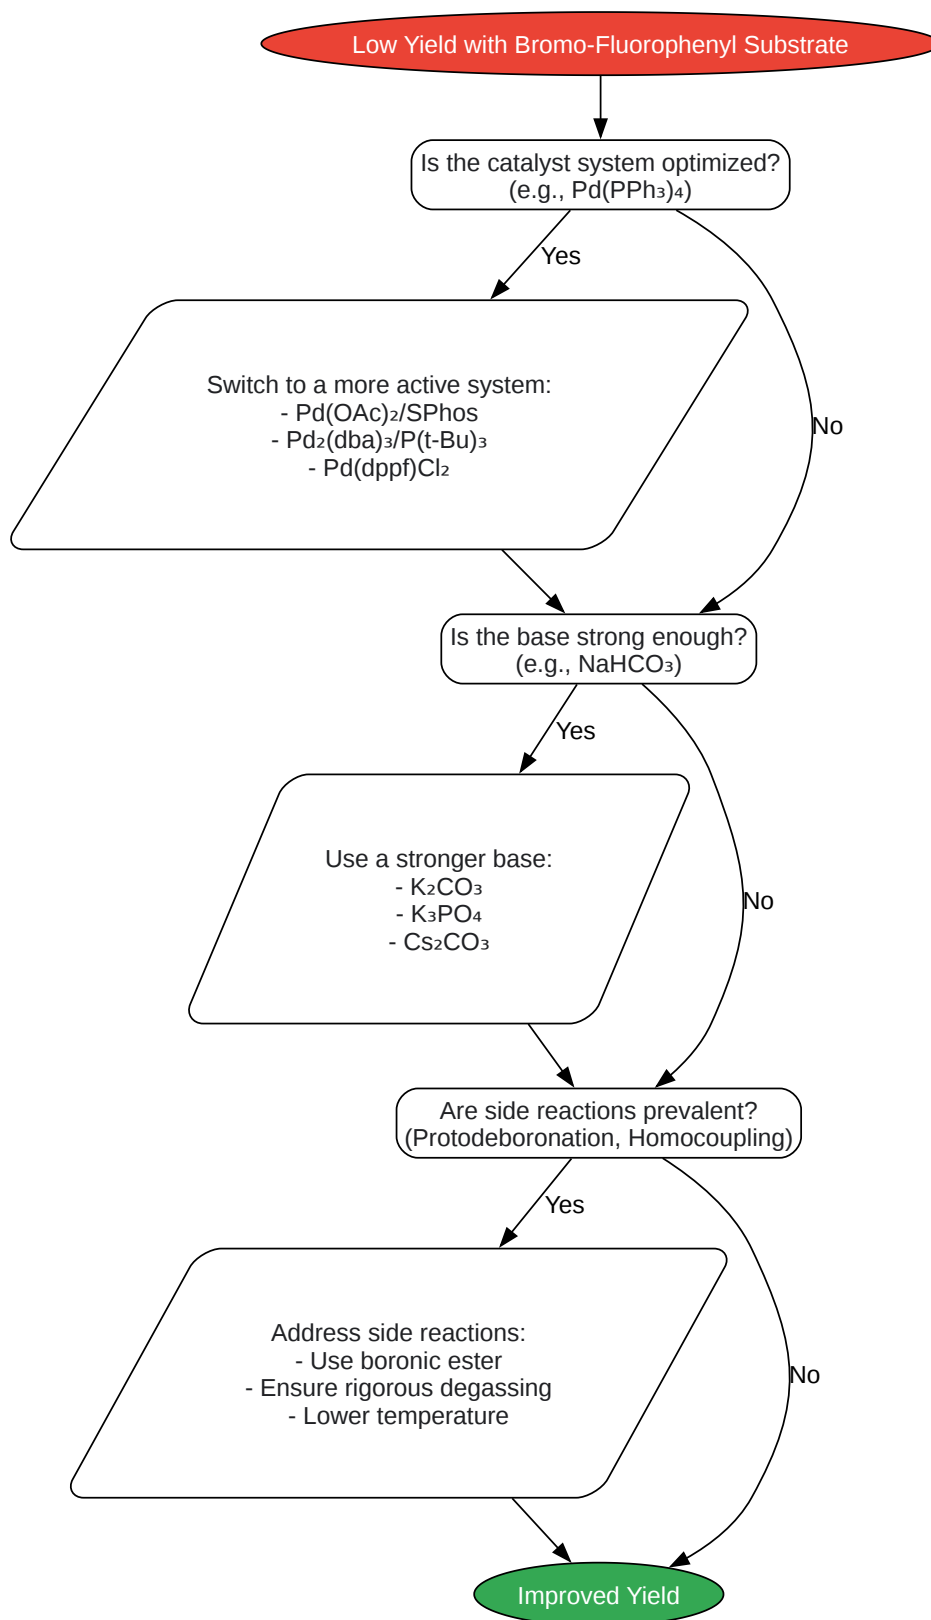 Low Yield with Bromo-Fluorophenyl Substrate
Is the catalyst system optimized?
(e.g., Pd(PPh₃)₄)
Yes
Switch to a more active system:
- Pd(OAc)₂/SPhos
- Pd₂(dba)₃/P(t-Bu)₃
- Pd(dppf)Cl₂
No
Is the base strong enough?
(e.g., NaHCO₃)
Yes
Use a stronger base:
- K₂CO₃
- K₃PO₄
- Cs₂CO₃
No
Are side reactions prevalent?
(Protodeboronation, Homocoupling)
Yes
Address side reactions:
- Use boronic ester
- Ensure rigorous degassing
- Lower temperature
No
Improved Yield